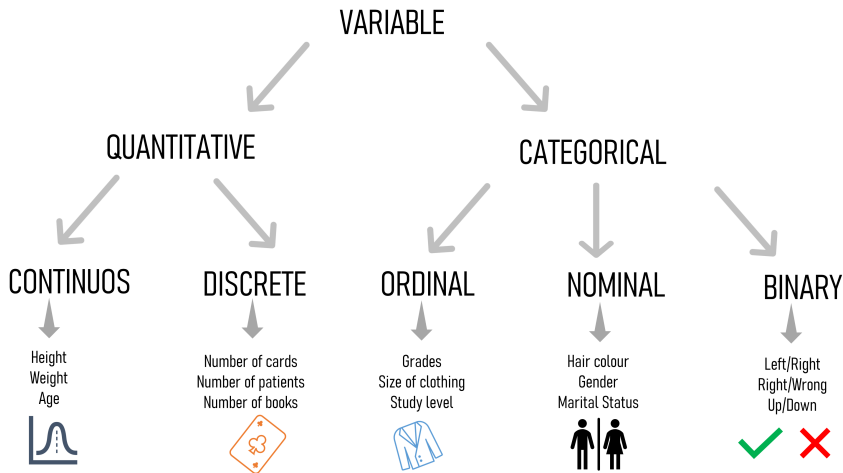 VARIABLE
QUANTITATIVE
CATEGORICAL
CONTINUOS
DISCRETE
ORDINAL
NOMINAL
BINARY
Height
Weight
Age
Number of cards
Number of patients
Number of books
Grades
Size of clothing
Study level
Hair colour
Gender
Marital Status
Left/Right
Right/Wrong
Up/Down